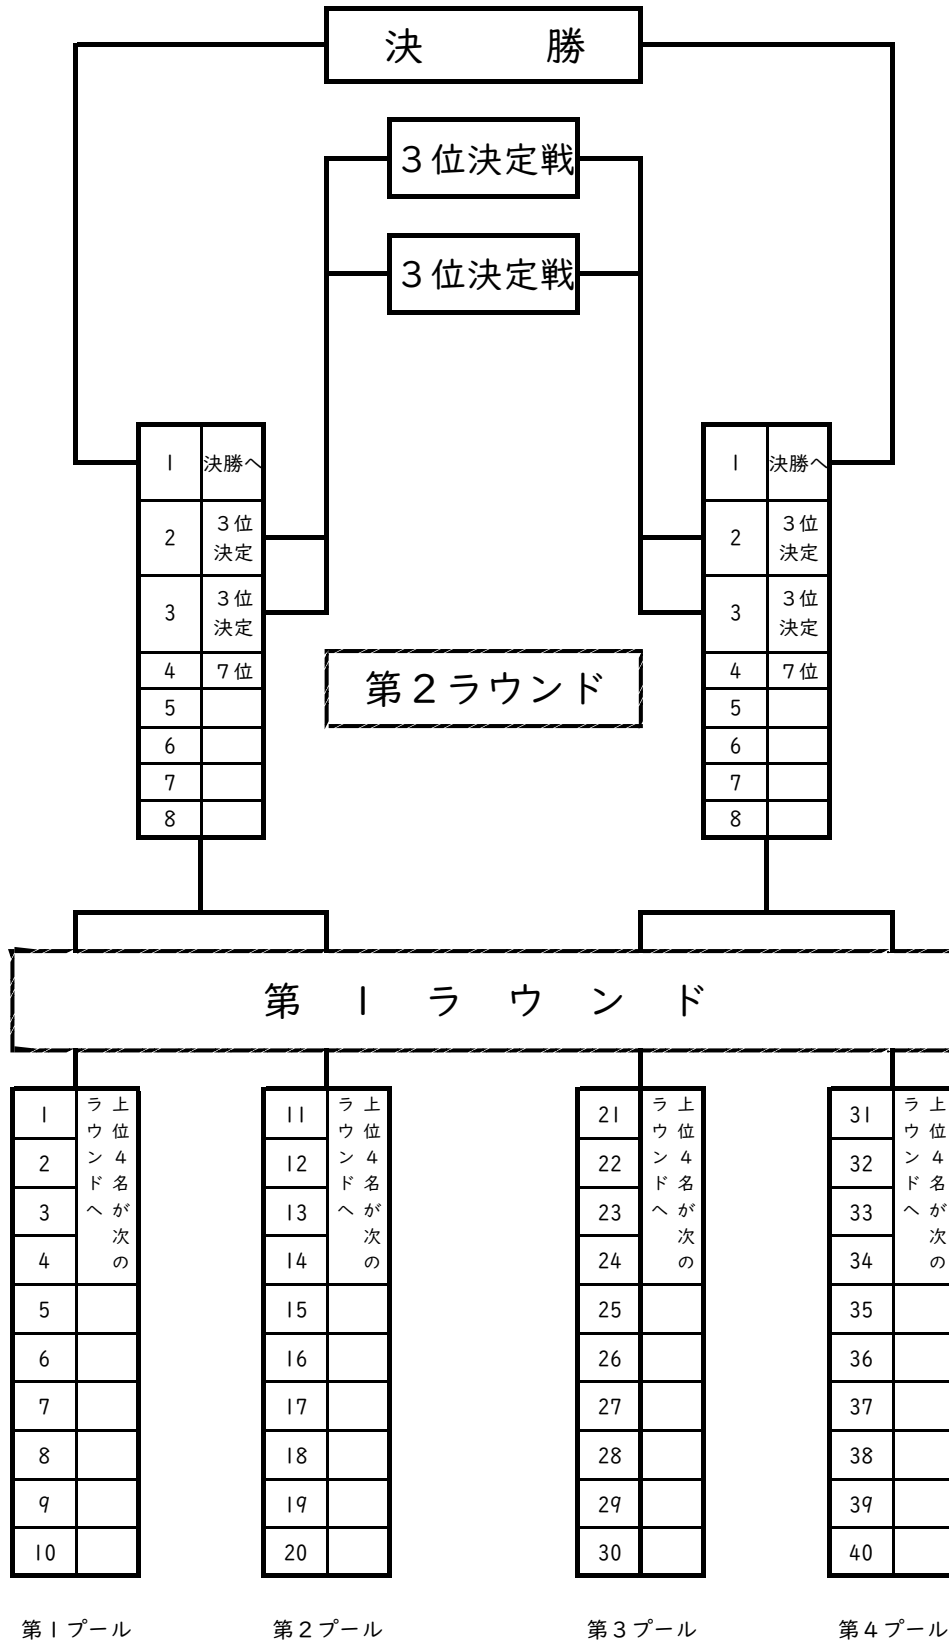 決　　　勝
３位決定戦
３位決定戦
1 決勝へ
2 ３位決定
3 ３位決定
4 ７位
5
6
7
8
1 決勝へ
2 ３位決定
3 ３位決定
4 ７位
5
6
7
8
第２ラウンド
第　１　ラ　ウ　ン　ド
上位４名が次の
ラウンドへ
1
2
3
4
5
6
7
8
9
10
第１プール
上位４名が次の
ラウンドへ
11
12
13
14
15
16
17
18
19
20
第２プール
上位４名が次の
ラウンドへ
21
22
23
24
25
26
27
28
29
30
第３プール
上位４名が次の
ラウンドへ
31
32
33
34
35
36
37
38
39
40
第４プール